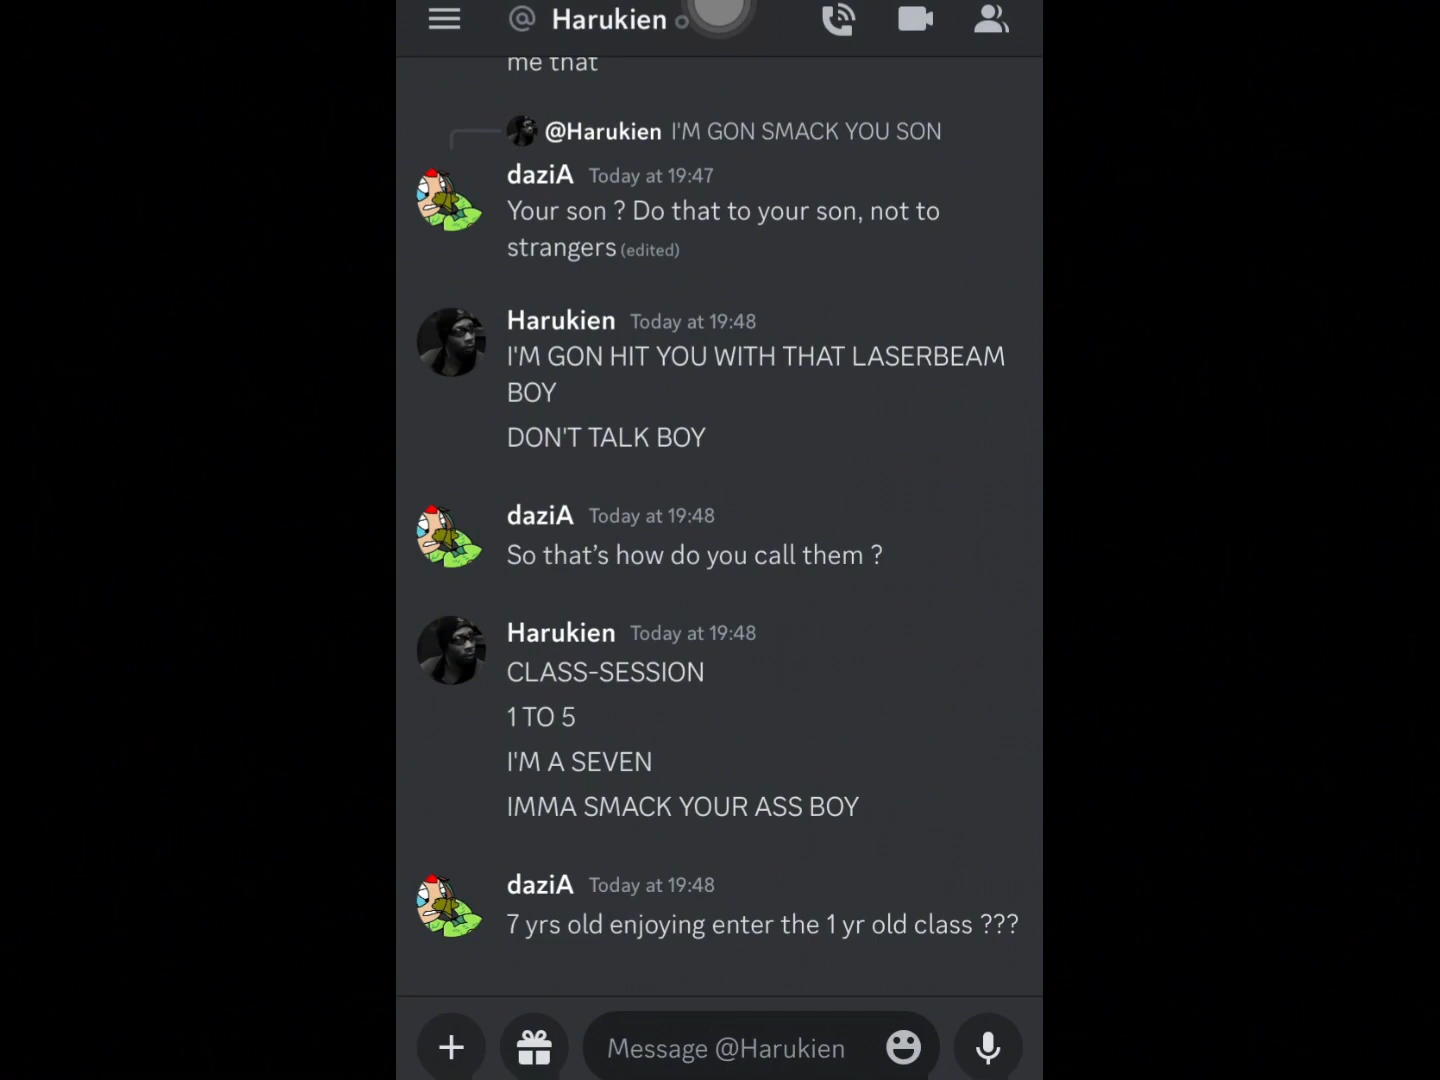 @ Harukien
me that
@Harukien I'M GON SMACK YOU SON
daziA Today at 19:47
Your son ? Do that to your son, not to
strangers (edited)
Harukien Today at 19:48
I'M GON HIT YOU WITH THAT LASERBEAM
BOY
DON'T TALK BOY
daziA Today at 19:48
So that’s how do you call them ?
Harukien Today at 19:48
CLASS-SESSION
1 TO 5
I'M A SEVEN
IMMA SMACK YOUR ASS BOY
daziA Today at 19:48
7 yrs old enjoying enter the 1 yr old class ???
Message @Harukien